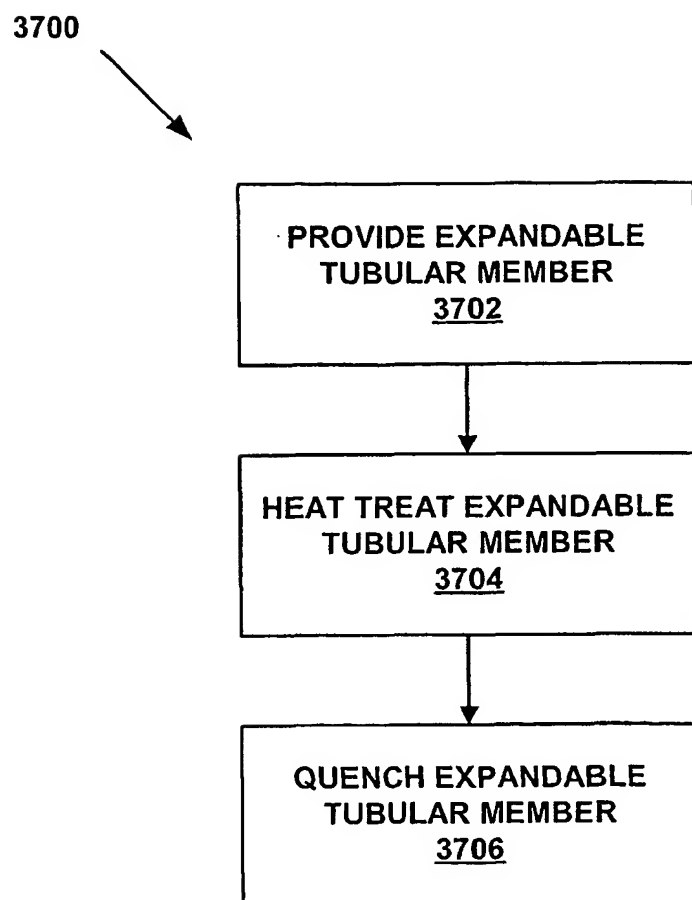 3700
PROVIDE EXPANDABLE
TUBULAR MEMBER
3702
HEAT TREAT EXPANDABLE
TUBULAR MEMBER
3704
QUENCH EXPANDABLE
TUBULAR MEMBER
3706